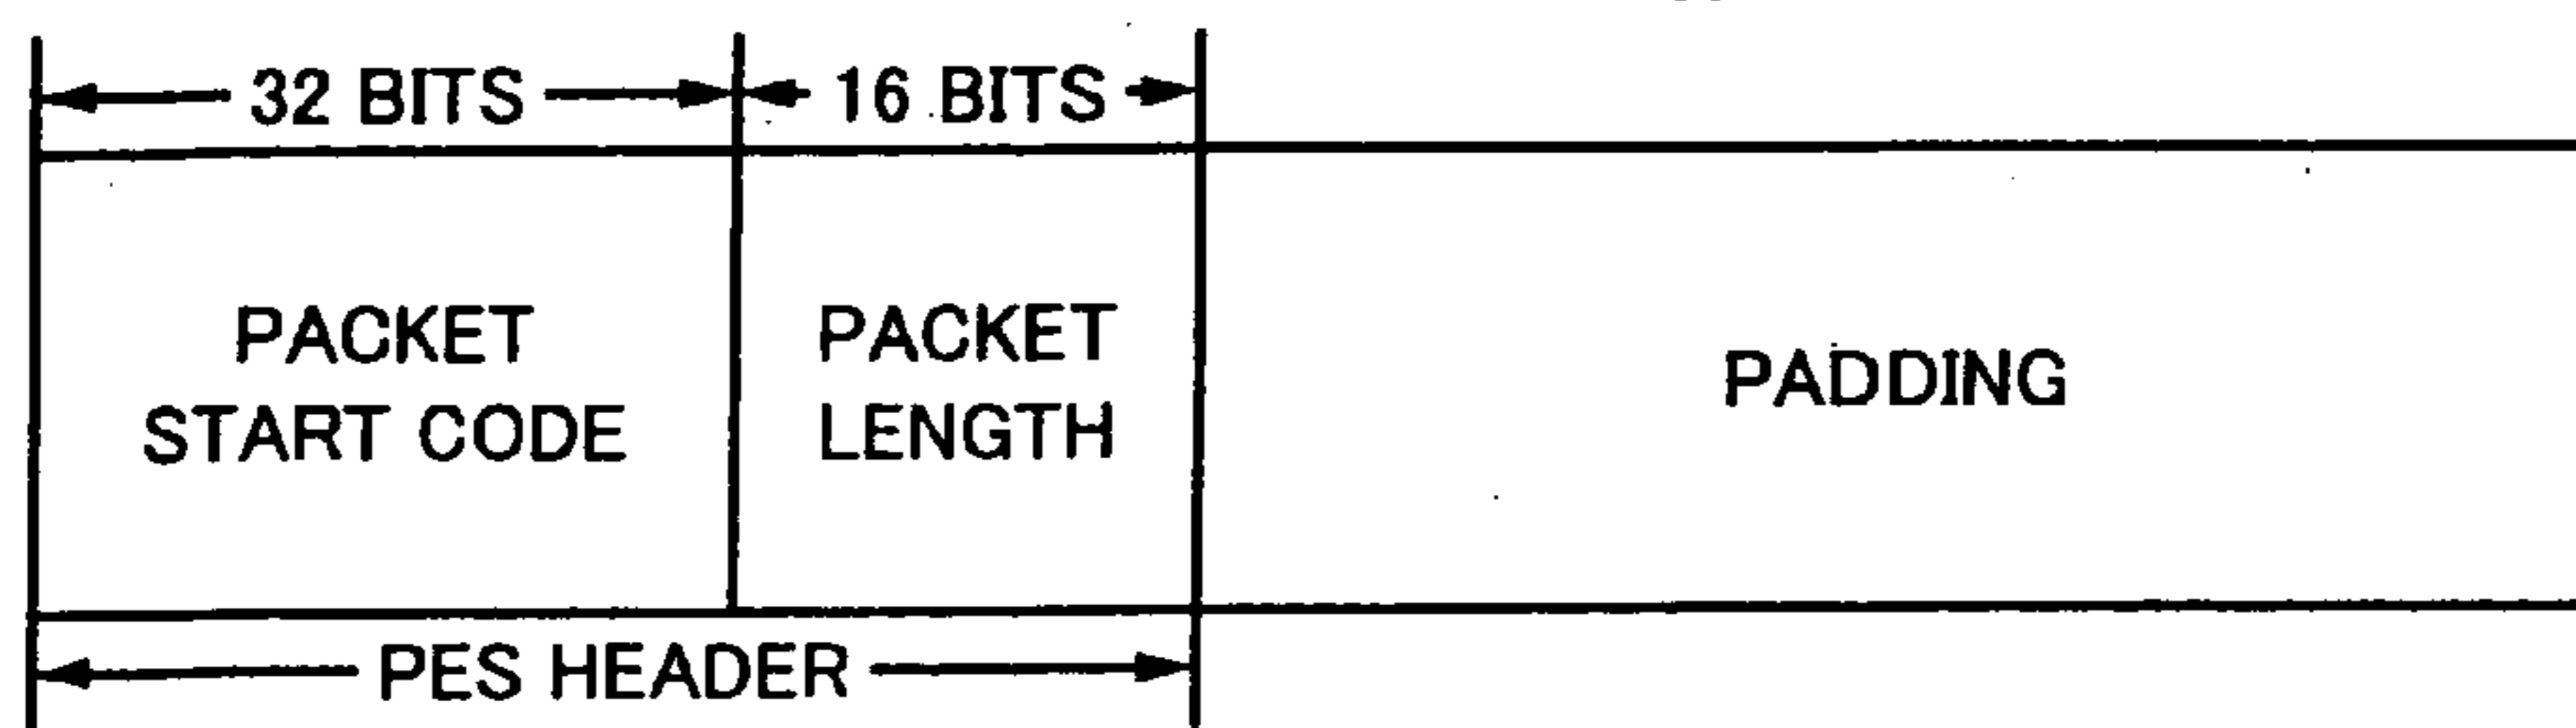 32 BITS 16 BITS
PACKET
START CODE
PACKET
LENGTH
PADDING
PES HEADER